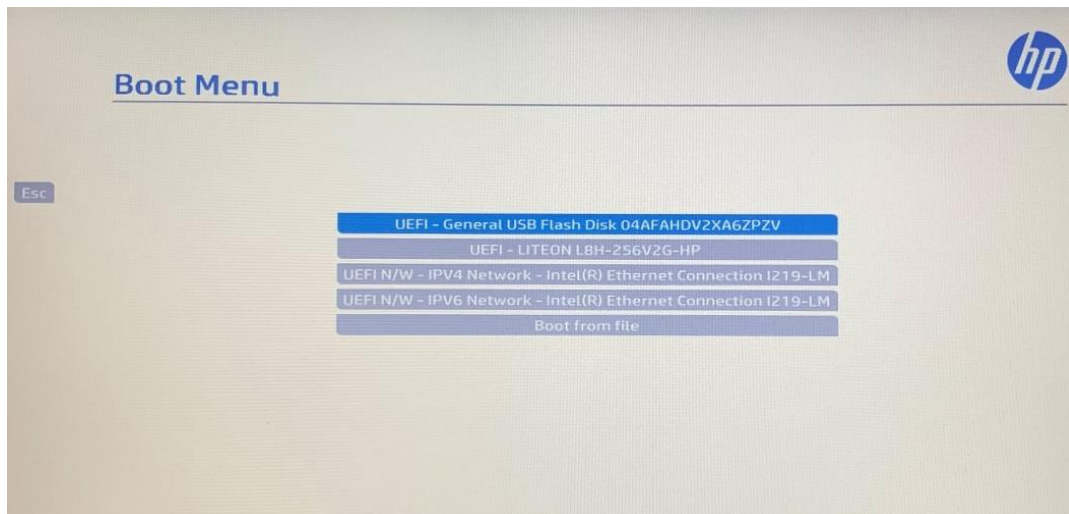 hp
Boot Menu
Esc
UEFI - General USB Flash Disk 04AFAHDV2XA6ZPZV
UEFI - LITEON L8H-256V2G-HP
UEFI N/W - IPV4 Network - Intel(R) Ethernet Connection I219-LM
UEFI N/W - IPV6 Network - Intel(R) Ethernet Connection I219-LM
Boot from file